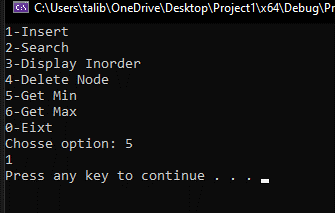 C:\Users\talib\OneDrive\Desktop\Project1\x64\Debug\Pr
1-Insert
2-Search
3-Display Inorder
4-Delete Node
5-Get Min
6-Get Max
0-Eixt
Chosse option: 5
1
Press any key to continue . . .